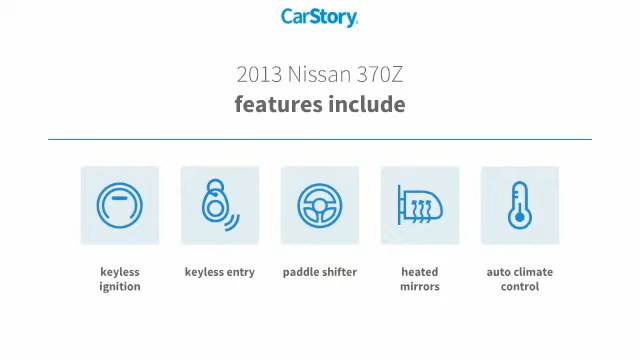 CarStory.
2013 Nissan 370Z
features include
keyless
ignition
keyless entry
paddle shifter
heated
mirrors
auto climate
control